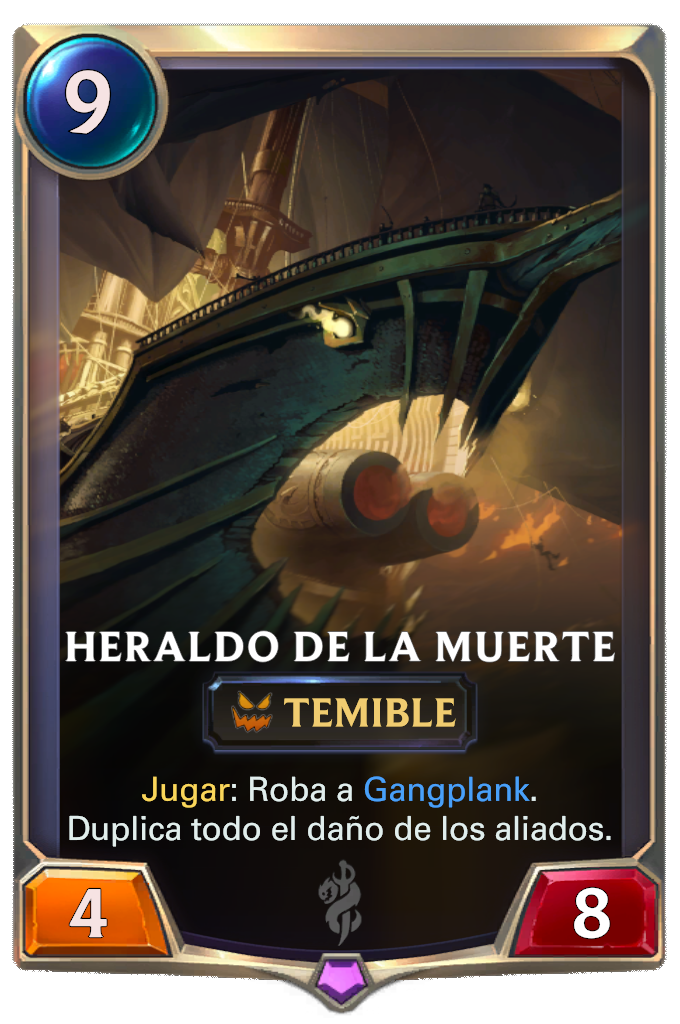 9
HERALDO DE LA MUERTE
TEMIBLE
Jugar: Roba a Gangplank.
Duplica todo el daño de los aliados.
4
8